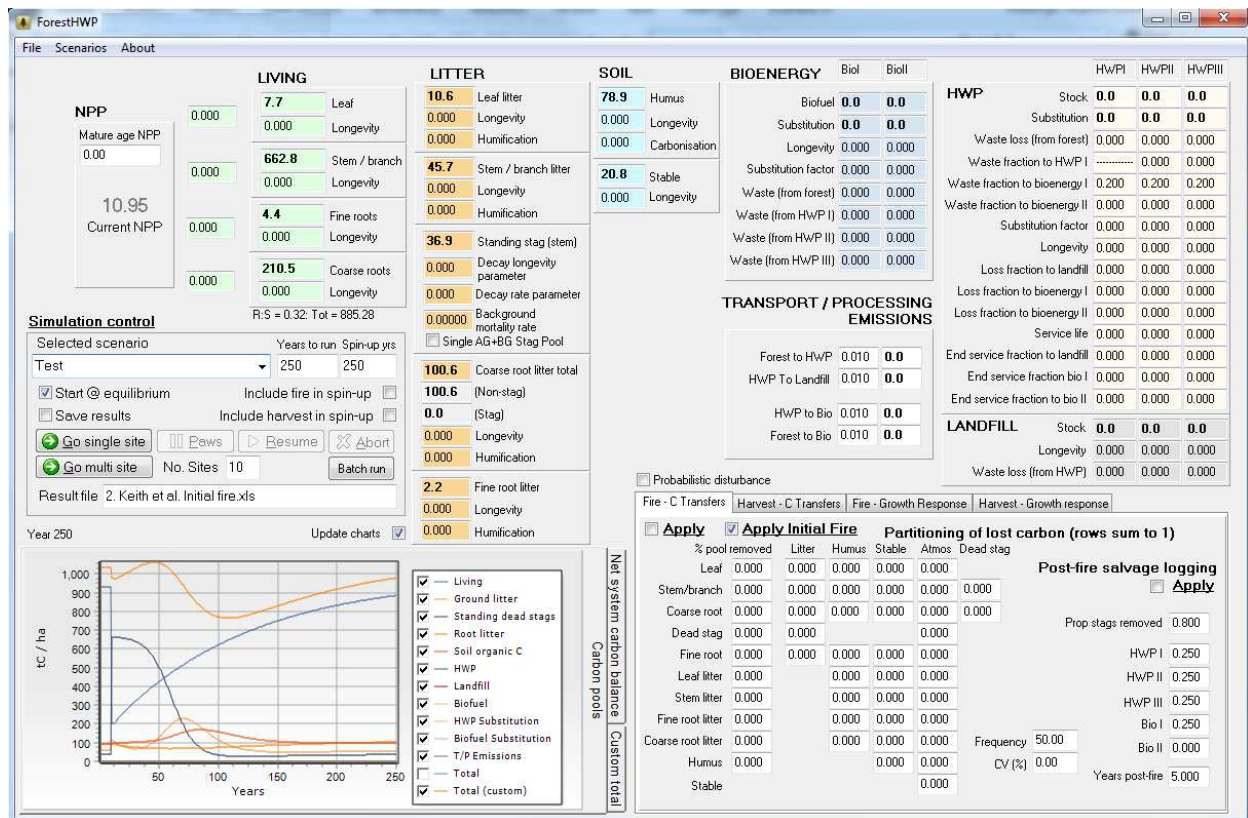 ForestHWP
File Scenarios About
NPP
Mature age NPP
0.00
10.95
Current NPP
0.000
0.000
0.000
0.000
LIVING
7.7 Leaf
0.000 Longevity
662.8 Stem / branch
0.000 Longevity
4.4 Fine roots
0.000 Longevity
210.5 Coarse roots
0.000 Longevity
R:S = 0.32: Tot = 885.28
LITTER
10.6 Leaf litter
0.000 Longevity
0.000 Humification
45.7 Stem / branch litter
0.000 Longevity
0.000 Humification
36.9 Standing stag (stem)
0.000 Decay longevity
parameter
0.000 Decay rate parameter
0.00000 Background
mortality rate
Single AG+BG Stag Pool
100.6 Coarse root litter total
100.6 (Non-stag)
0.0 (Stag)
0.000 Longevity
0.000 Humification
2.2 Fine root litter
0.000 Longevity
0.000 Humification
SOIL
78.9 Humus
0.000 Longevity
0.000 Carbonisation
20.8 Stable
0.000 Longevity
BIOENERGY BioI BioII
Biofuel 0.0 0.0
Substitution 0.0 0.0
Longevity 0.000 0.000
Substitution factor 0.000 0.000
Waste (from forest) 0.000 0.000
Waste (from HWP I) 0.000 0.000
Waste (from HWP II) 0.000 0.000
Waste (from HWP III) 0.000 0.000
TRANSPORT / PROCESSING
EMISSIONS
Forest to HWP 0.010 0.0
HWP To Landfill 0.010 0.0
HWP to Bio 0.010 0.0
Forest to Bio 0.010 0.0
HWPI HWPII HWPIII
HWP Stock 0.0 0.0 0.0
Substitution 0.0 0.0 0.0
Waste loss (from forest) 0.000 0.000 0.000
Waste fraction to HWP I ----------- 0.000 0.000
Waste fraction to bioenergy I 0.200 0.200 0.200
Waste fraction to bioenergy II 0.000 0.000 0.000
Substitution factor 0.000 0.000 0.000
Longevity 0.000 0.000 0.000
Loss fraction to landfill 0.000 0.000 0.000
Loss fraction to bioenergy I 0.000 0.000 0.000
Loss fraction to bioenergy II 0.000 0.000 0.000
Service life 0.000 0.000 0.000
End service fraction to landfill 0.000 0.000 0.000
End service fraction bio I 0.000 0.000 0.000
End service fraction to bio II 0.000 0.000 0.000
LANDFILL Stock 0.0 0.0 0.0
Longevity 0.000 0.000 0.000
Waste loss (from HWP) 0.000 0.000 0.000
Simulation control
Selected scenario Years to run Spin-up yrs
Test 250 250
Start @ equilibrium Include fire in spin-up
Save results Include harvest in spin-up
Go single site Paws Resume Abort
Go multi site No. Sites 10 Batch run
Result file 2. Keith et al. Initial fire.xls
Year 250 Update charts
tC / ha
1,000
900
800
700
600
500
400
300
200
100
0
50 100 150 200 250
Years
Living
Ground litter
Standing dead stags
Root litter
Soil organic C
HWP
Landfill
Biofuel
HWP Substitution
Biofuel Substitution
T/P Emissions
Total
Total (custom)
Net system carbon balance
Carbon pools
Custom total
Probabilistic disturbance
Fire - C Transfers Harvest - C Transfers Fire - Growth Response Harvest - Growth response
Apply Apply Initial Fire Partitioning of lost carbon (rows sum to 1)
% pool removed Litter Humus Stable Atmos Dead stag
Leaf 0.000 0.000 0.000 0.000 0.000
Stem/branch 0.000 0.000 0.000 0.000 0.000 0.000
Coarse root 0.000 0.000 0.000 0.000 0.000 0.000
Dead stag 0.000 0.000 0.000
Fine root 0.000 0.000 0.000 0.000 0.000
Leaf litter 0.000 0.000 0.000 0.000
Stem litter 0.000 0.000 0.000 0.000
Fine root litter 0.000 0.000 0.000 0.000
Coarse root litter 0.000 0.000 0.000 0.000
Humus 0.000 0.000 0.000
Stable 0.000
Frequency 50.00
CV (%) 0.00
Post-fire salvage logging
Apply
Prop stags removed 0.800
HWP I 0.250
HWP II 0.250
HWP III 0.250
Bio I 0.250
Bio II 0.000
Years post-fire 5.000